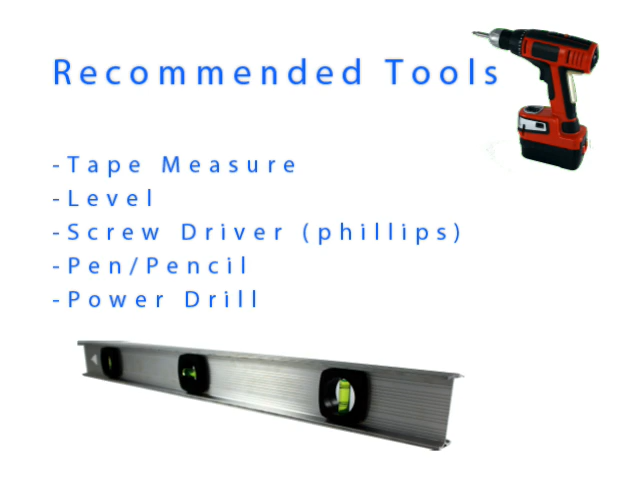 Recommended Tools
-Tape Measure
-Level
-Screw Driver (phillips)
-Pen/Pencil
-Power Drill